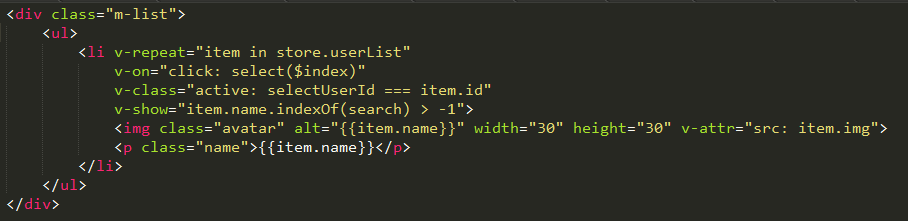 <div class="m-list">
    <ul>
        <li v-repeat="item in store.userList"
            v-on="click: select($index)"
            v-class="active: selectUserId === item.id"
            v-show="item.name.indexOf(search) > -1">
            <img class="avatar" alt="{{item.name}}" width="30" height="30" v-attr="src: item.img">
            <p class="name">{{item.name}}</p>
        </li>
    </ul>
</div>